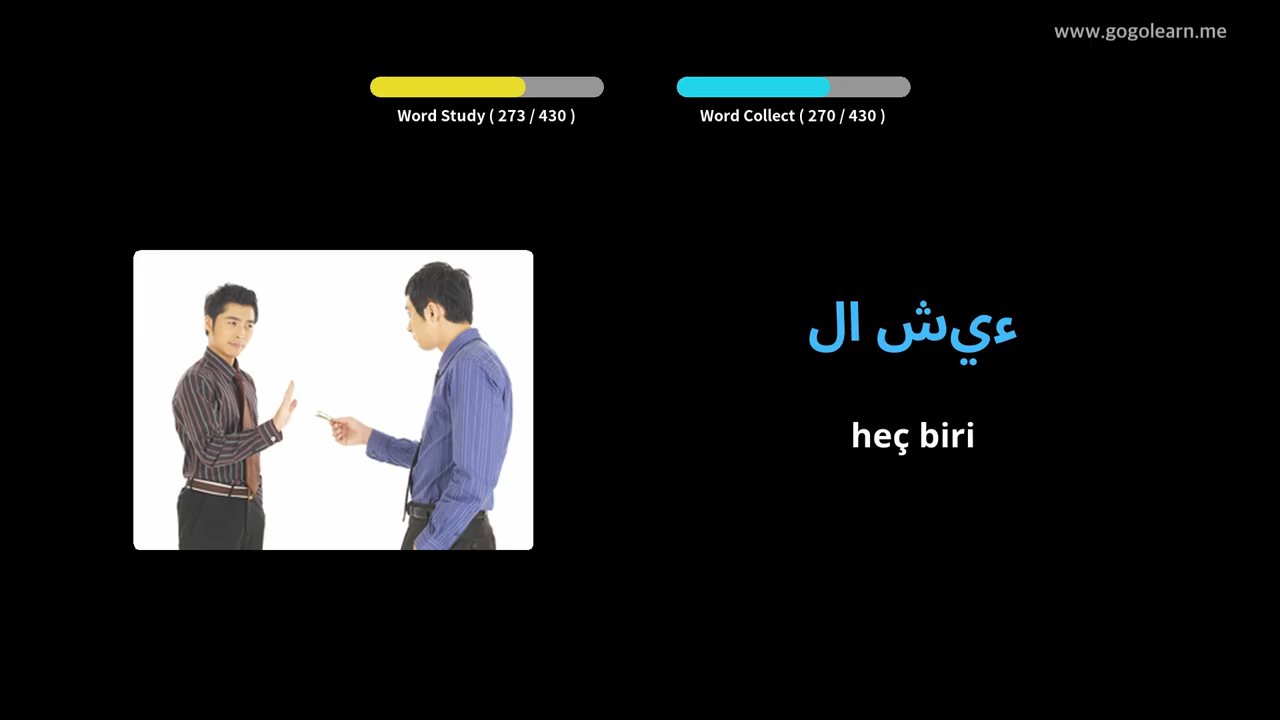 www.gogolearn.me
Word Study ( 273 / 430 )
Word Collect ( 270 / 430 )
ءيش ال
heç biri